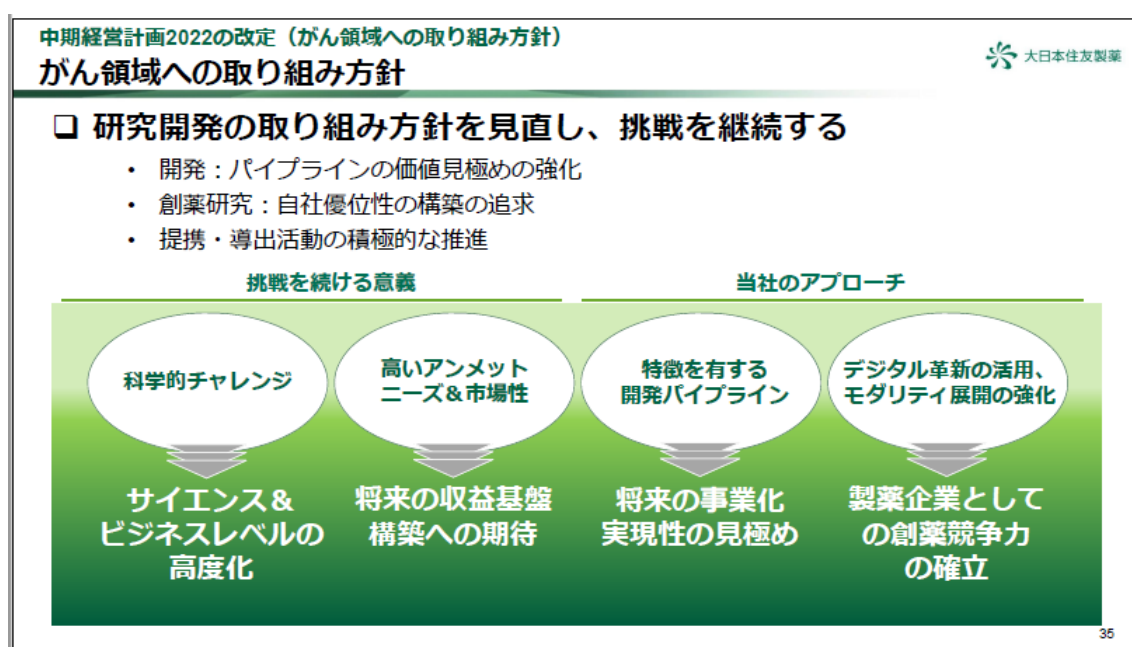 中期経営計画2022の改定（がん領域への取り組み方針）
がん領域への取り組み方針
大日本住友製薬
❑ 研究開発の取り組み方針を見直し、挑戦を継続する
• 開発：パイプラインの価値見極めの強化
• 創薬研究：自社優位性の構築の追求
• 提携・導出活動の積極的な推進
挑戦を続ける意義
当社のアプローチ
科学的チャレンジ
高いアンメット
ニーズ＆市場性
特徴を有する
開発パイプライン
デジタル革新の活用、
モダリティ展開の強化
サイエンス＆
ビジネスレベルの
高度化
将来の収益基盤
構築への期待
将来の事業化
実現性の見極め
製薬企業として
の創薬競争力
の確立
35